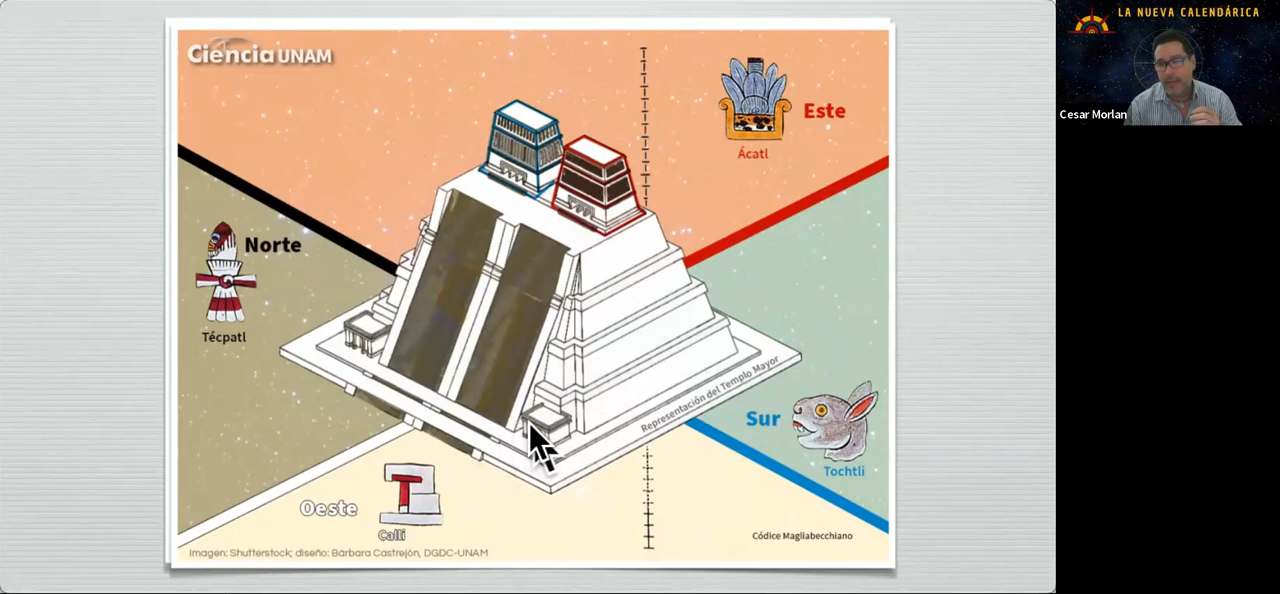 Ciencia UNAM
LA NUEVA CALENDÁRICA
Este
Ácatl
Cesar Morlan
Norte
Técpatl
Representación del Templo Mayor
Sur
Tochtli
Oeste
Calli
Códice Magliabecchiano
Imagen: Shutterstock; diseño: Bárbara Castrejón, DGDC-UNAM